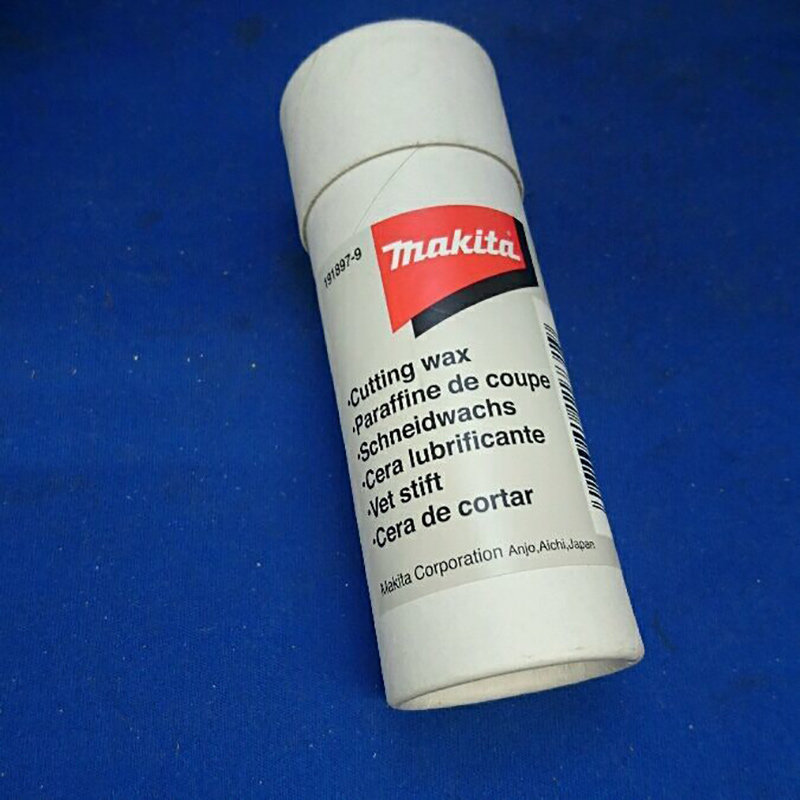 191897-9
makita
·Cutting wax
·Paraffine de coupe
·Schneidwachs
·Cera lubrificante
·Vet stift
·Cera de cortar
Makita Corporation Anjo,Aichi,Japan